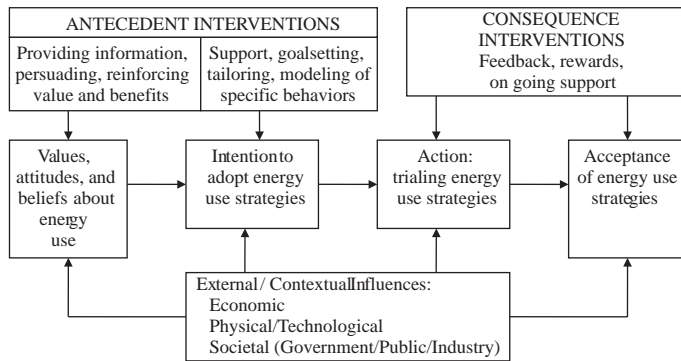 ANTECEDENT INTERVENTIONS
Providing information,
persuading, reinforcing
value and benefits
Support, goalsetting,
tailoring, modeling of
specific behaviors
CONSEQUENCE
INTERVENTIONS
Feedback, rewards,
on going support
Values,
attitudes, and
beliefs about
energy
use
Intention to
adopt energy
use strategies
Action:
trialing energy
use strategies
Acceptance
of energy use
strategies
External / Contextual Influences:
Economic
Physical/Technological
Societal (Government/Public/Industry)